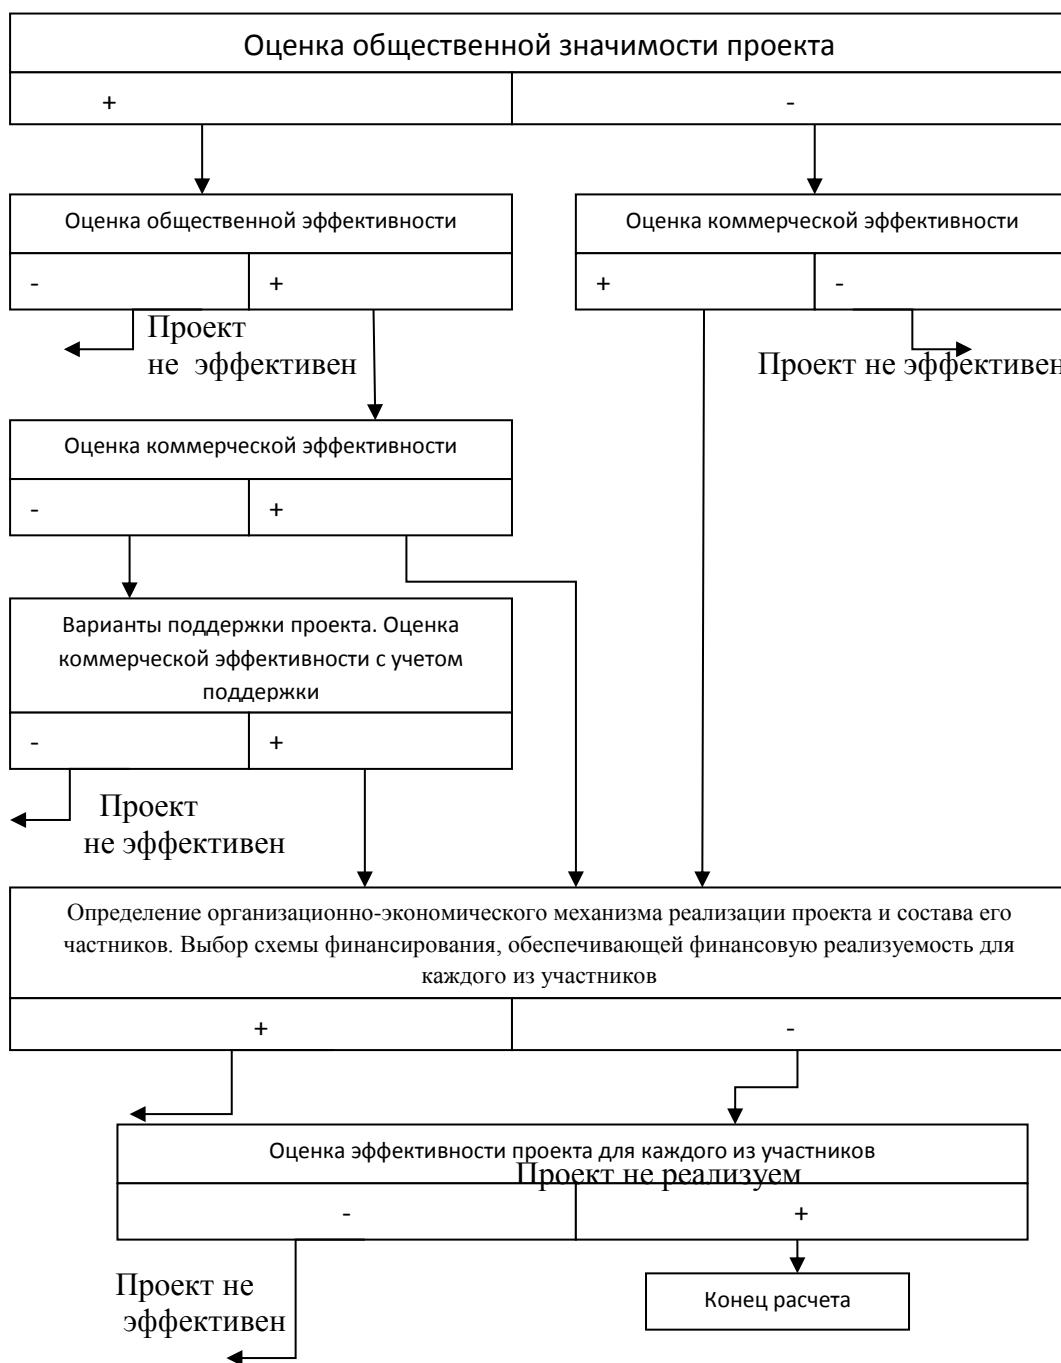 Оценка общественной значимости проекта
+
-
Оценка общественной эффективности
Оценка коммерческой эффективности
-
+
+
-
Проект
не эффективен
Проект не эффективен
Оценка коммерческой эффективности
-
+
Варианты поддержки проекта. Оценка
коммерческой эффективности с учетом
поддержки
-
+
Проект
не эффективен
Определение организационно-экономического механизма реализации проекта и состава его
частников. Выбор схемы финансирования, обеспечивающей финансовую реализуемость для
каждого из участников
+
-
Оценка эффективности проекта для каждого из участников
Проект не реализуем
-
+
Проект не
эффективен
Конец расчета